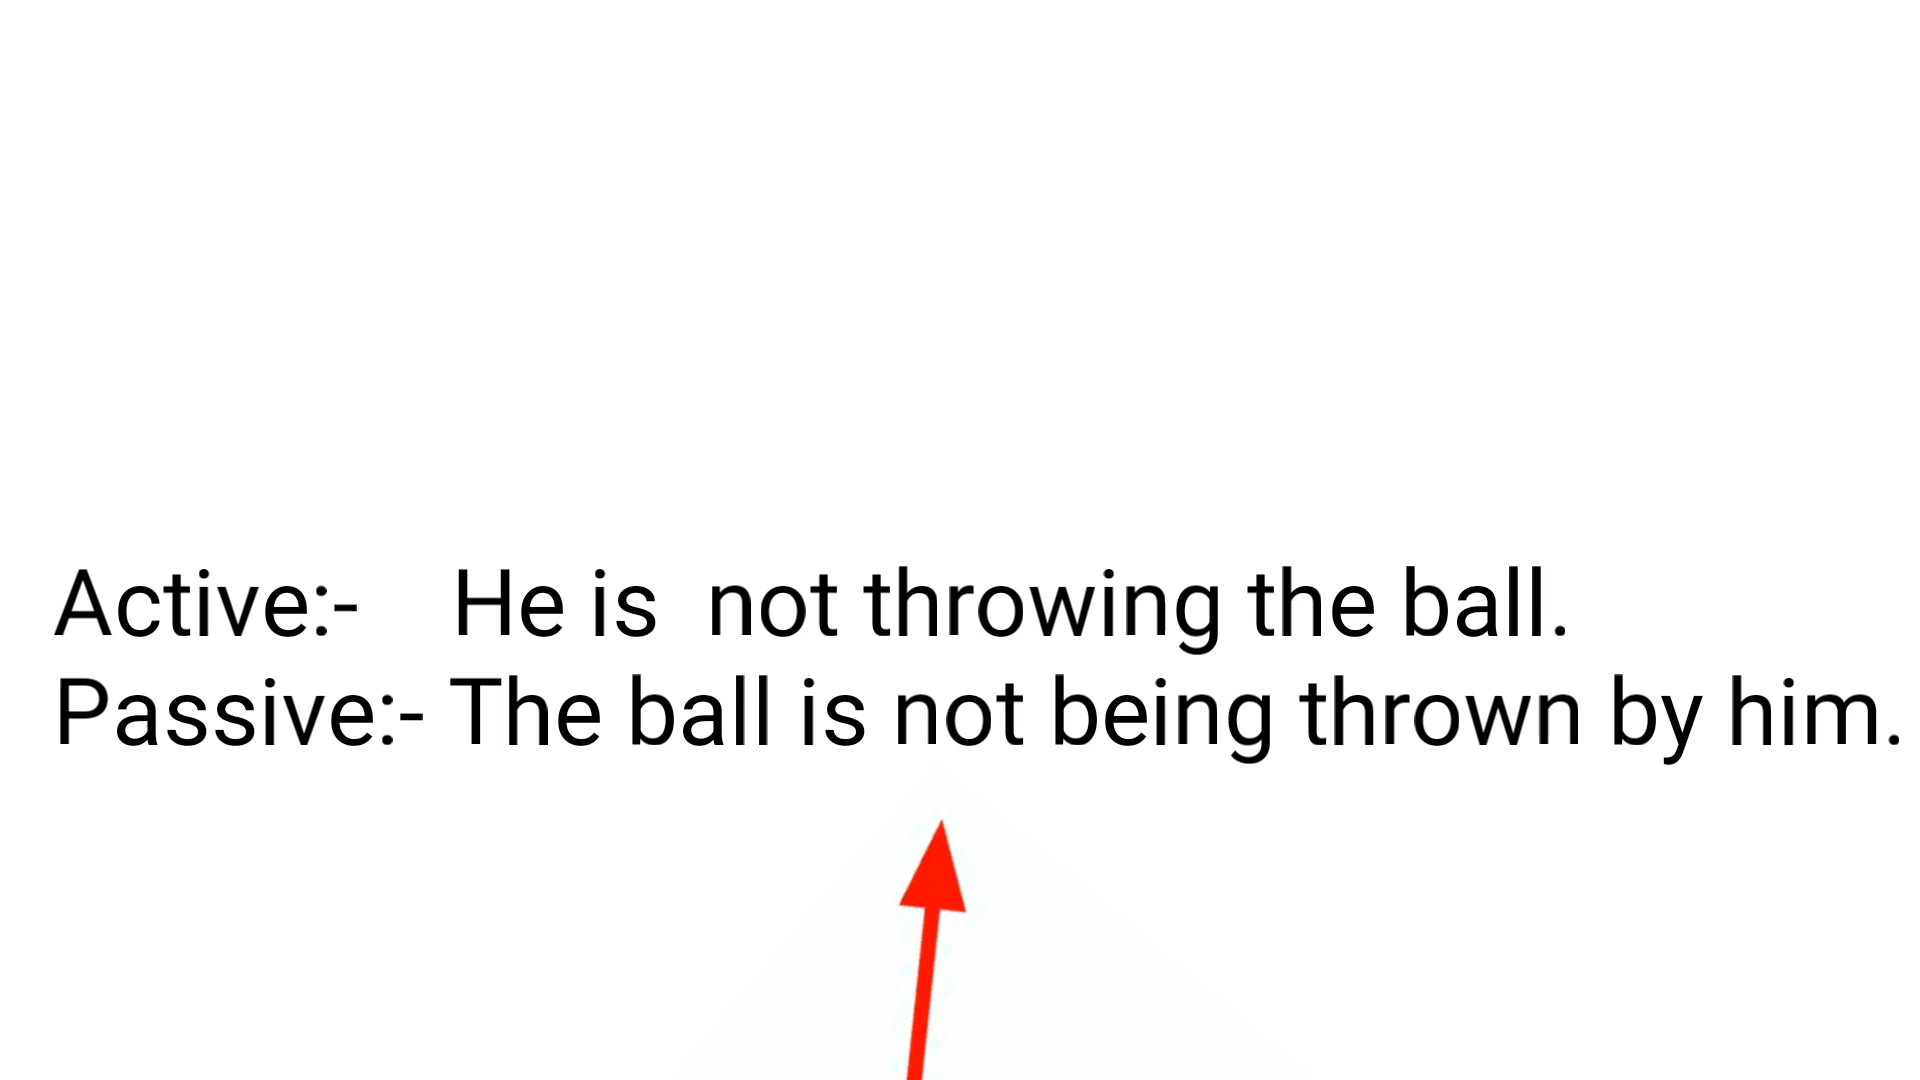 Active:- He is not throwing the ball.
Passive:- The ball is not being thrown by him.